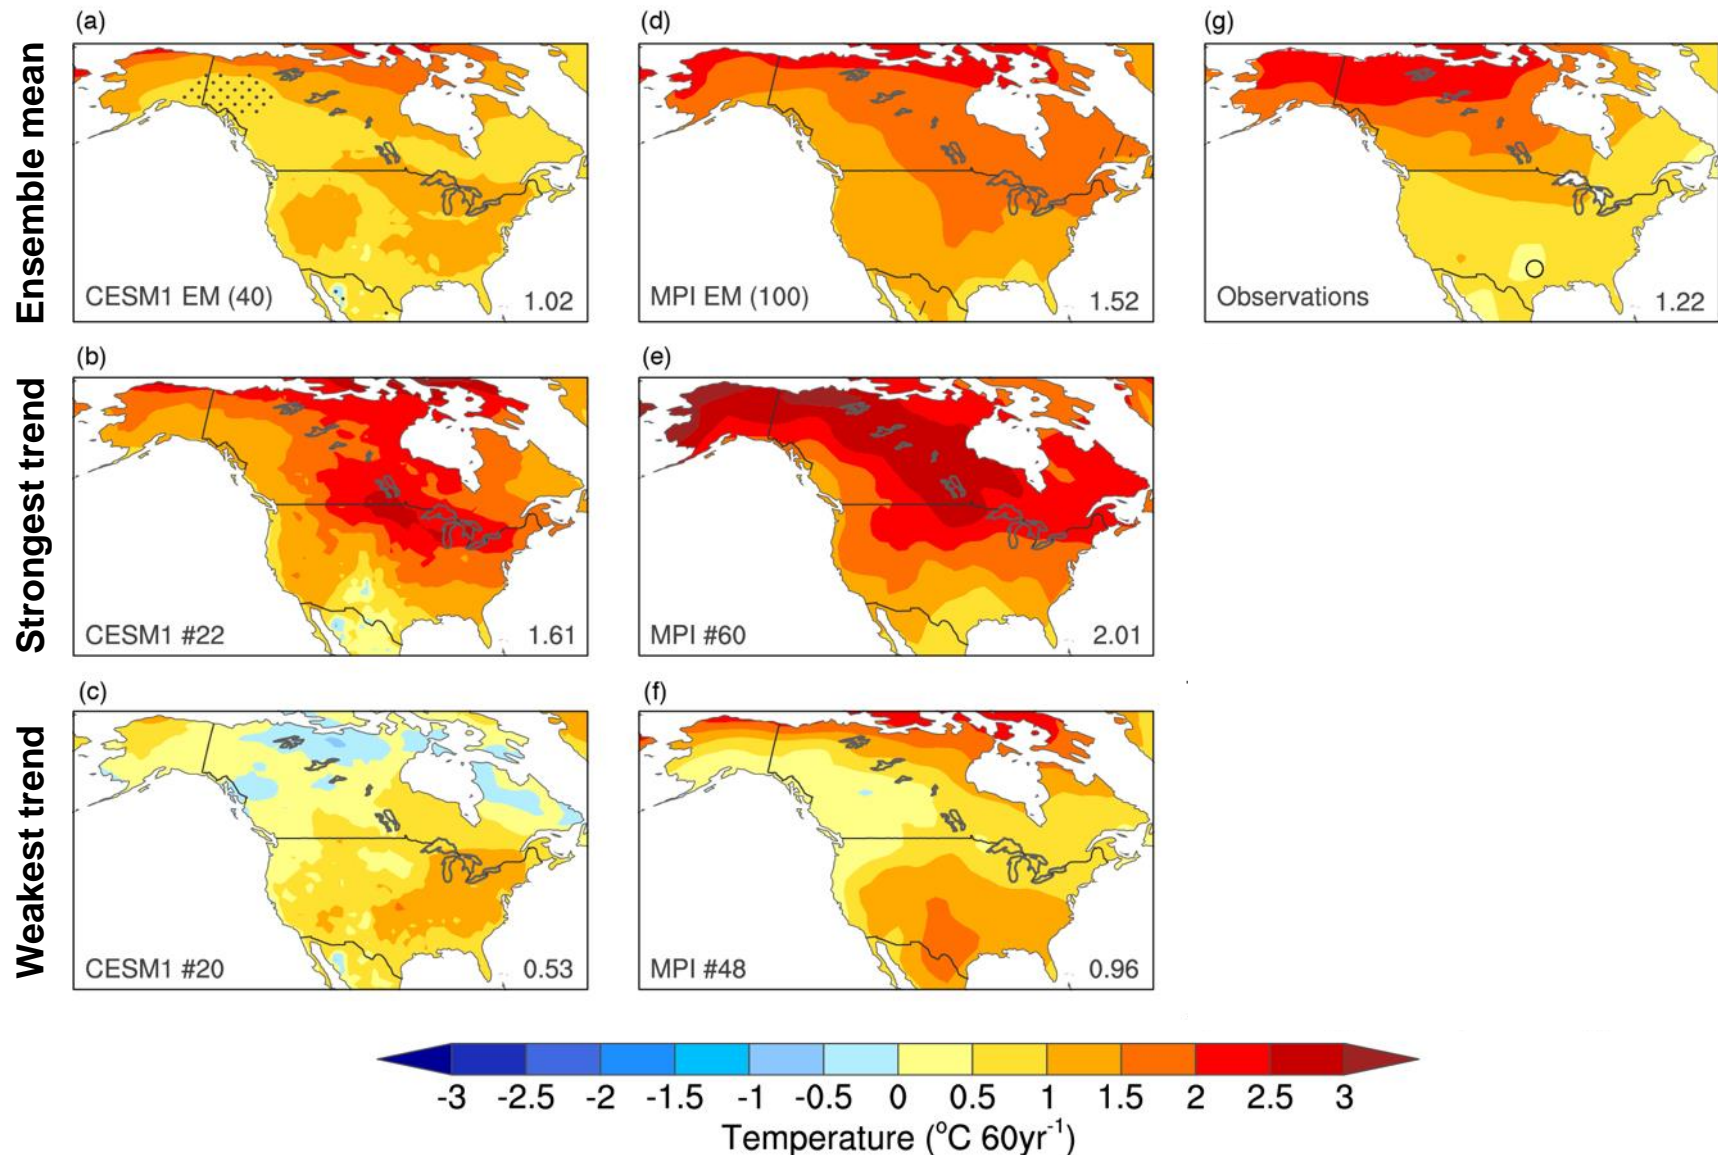 (a)
(d)
(g)
Ensemble mean
CESM1 EM (40)
1.02
MPI EM (100)
1.52
Observations
1.22
(b)
(e)
Strongest trend
CESM1 #22
1.61
MPI #60
2.01
(c)
(f)
Weakest trend
CESM1 #20
0.53
MPI #48
0.96
-3 -2.5 -2 -1.5 -1 -0.5 0 0.5 1 1.5 2 2.5 3
Temperature (°C 60yr⁻¹)